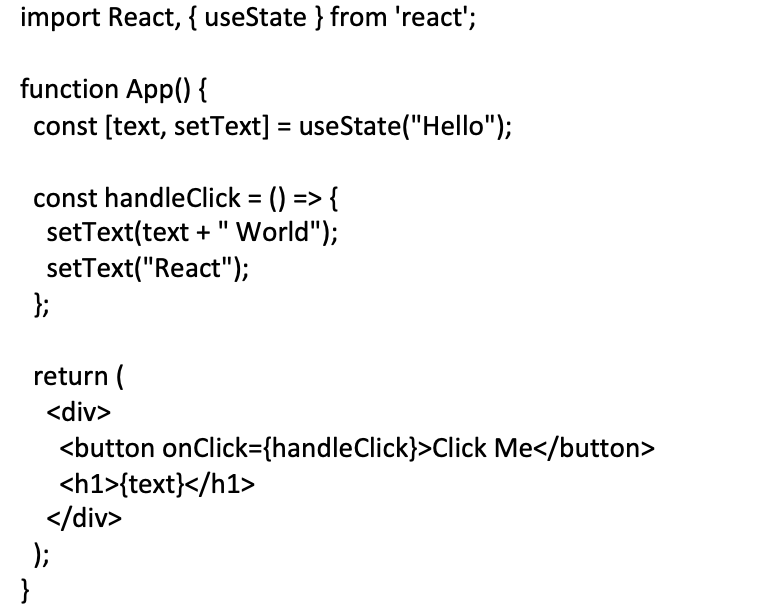 import React, { useState } from 'react';

function App() {
  const [text, setText] = useState("Hello");

  const handleClick = () => {
    setText(text + " World");
    setText("React");
  };

  return (
    <div>
      <button onClick={handleClick}>Click Me</button>
      <h1>{text}</h1>
    </div>
  );
}